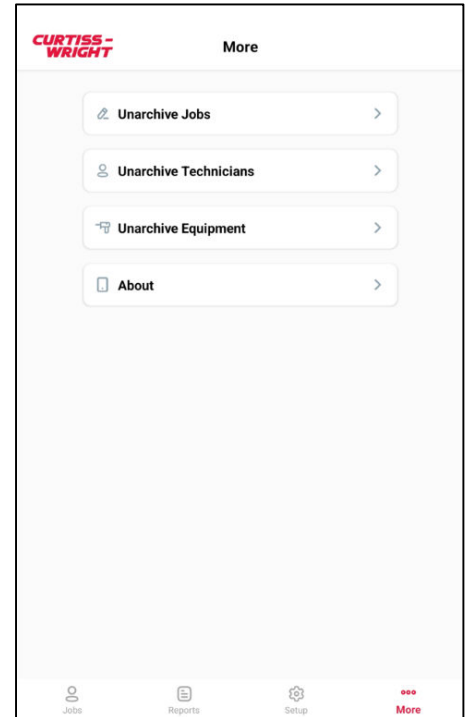 CURTISS-
WRIGHT
More
Unarchive Jobs
Unarchive Technicians
Unarchive Equipment
About
Jobs
Reports
Setup
More